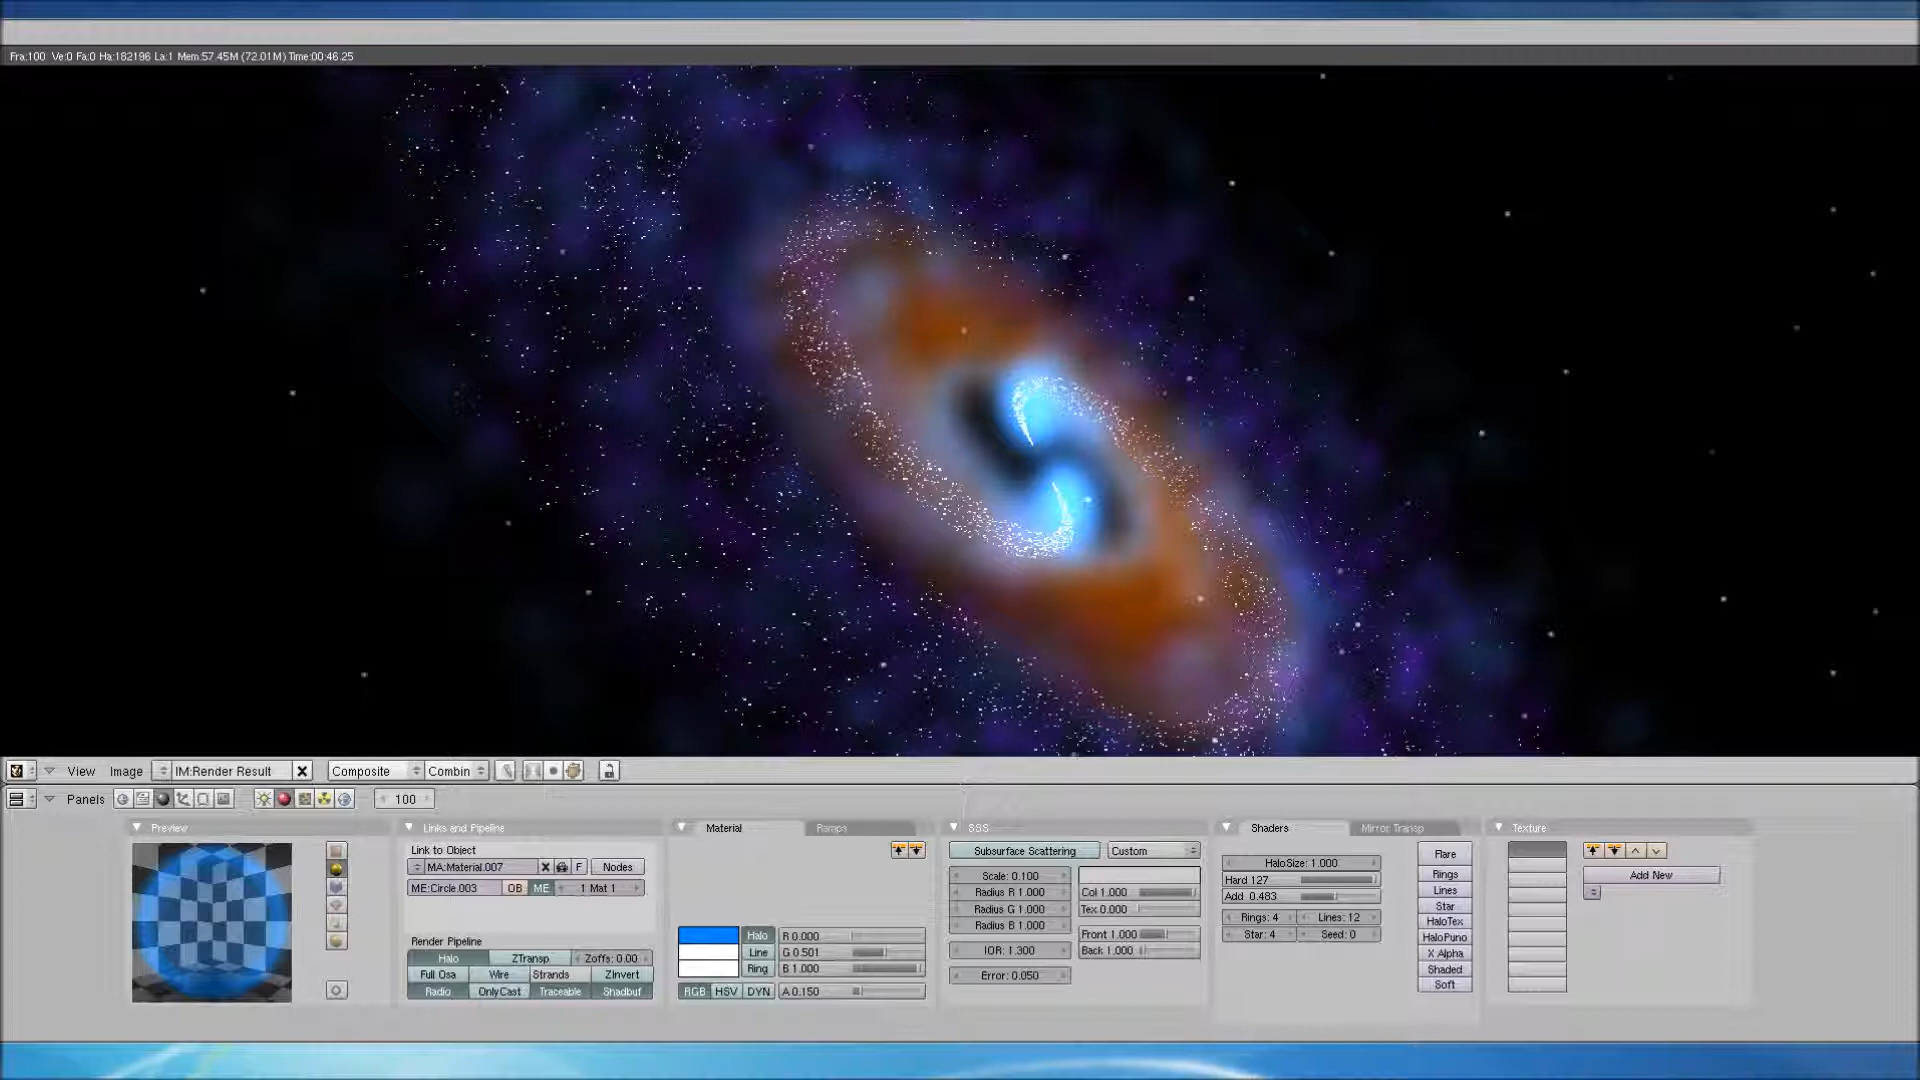 Fra:100 Ve:0 Fa:0 Ha:182196 La:1 Mem:57.45M (72.01M) Time:00:46.25
View Image IM:Render Result Composite Combin
Panels 100
Preview
Links and Pipeline
Link to Object
MA:Material.007 F Nodes
ME:Circle.003 OB ME 1 Mat 1
Render Pipeline
Halo ZTransp Zoffs: 0.00
Full Osa Wire Strands ZInvert
Radio OnlyCast Traceable Shadbuf
Material Ramps
Halo R 0.000
Line G 0.501
Ring B 1.000
RGB HSV DYN A 0.150
SSS
Subsurface Scattering Custom
Scale: 0.100
Radius R 1.000 Col 1.000
Radius G 1.000 Tex 0.000
Radius B 1.000
Front 1.000
IOR: 1.300 Back 1.000
Error: 0.050
Shaders Mirror Transp
HaloSize: 1.000
Hard 127
Add 0.483
Rings: 4 Lines: 12
Star: 4 Seed: 0
Flare
Rings
Lines
Star
HaloTex
HaloPuno
X Alpha
Shaded
Soft
Texture
Add New